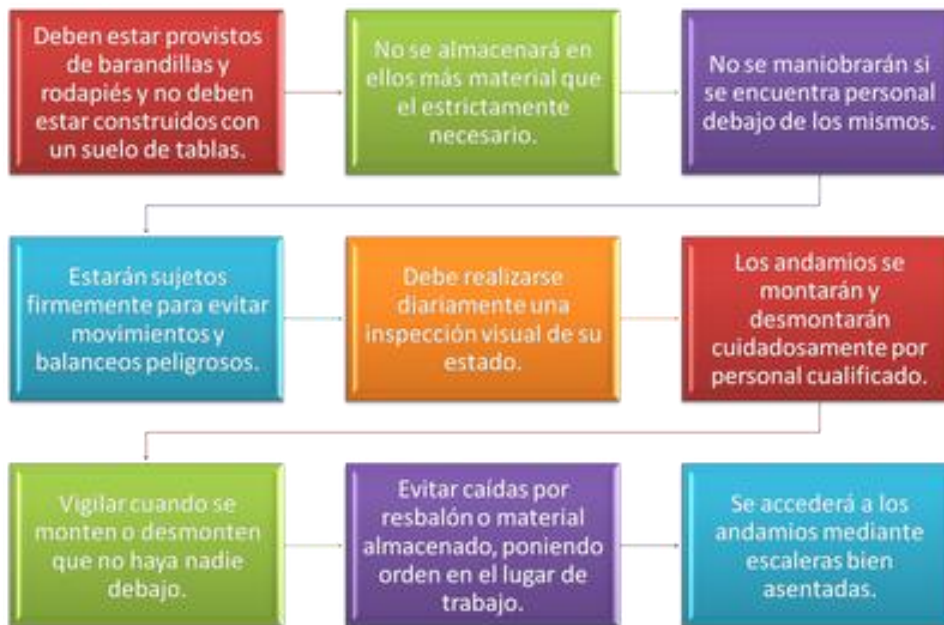 Deben estar provistos
de barandillas y
rodapiés y no deben
estar construidos con
un suelo de tablas.
No se almacenará en
ellos más material que
el estrictamente
necesario.
No se maniobrarán si
se encuentra personal
debajo de los mismos.
Estarán sujetos
firmemente para evitar
movimientos y
balanceos peligrosos.
Debe realizarse
diariamente una
inspección visual de su
estado.
Los andamios se
montarán y
desmontarán
cuidadosamente por
personal cualificado.
Vigilar cuando se
monten o desmonten
que no haya nadie
debajo.
Evitar caídas por
resbalón o material
almacenado, poniendo
orden en el lugar de
trabajo.
Se accederá a los
andamios mediante
escaleras bien
asentadas.